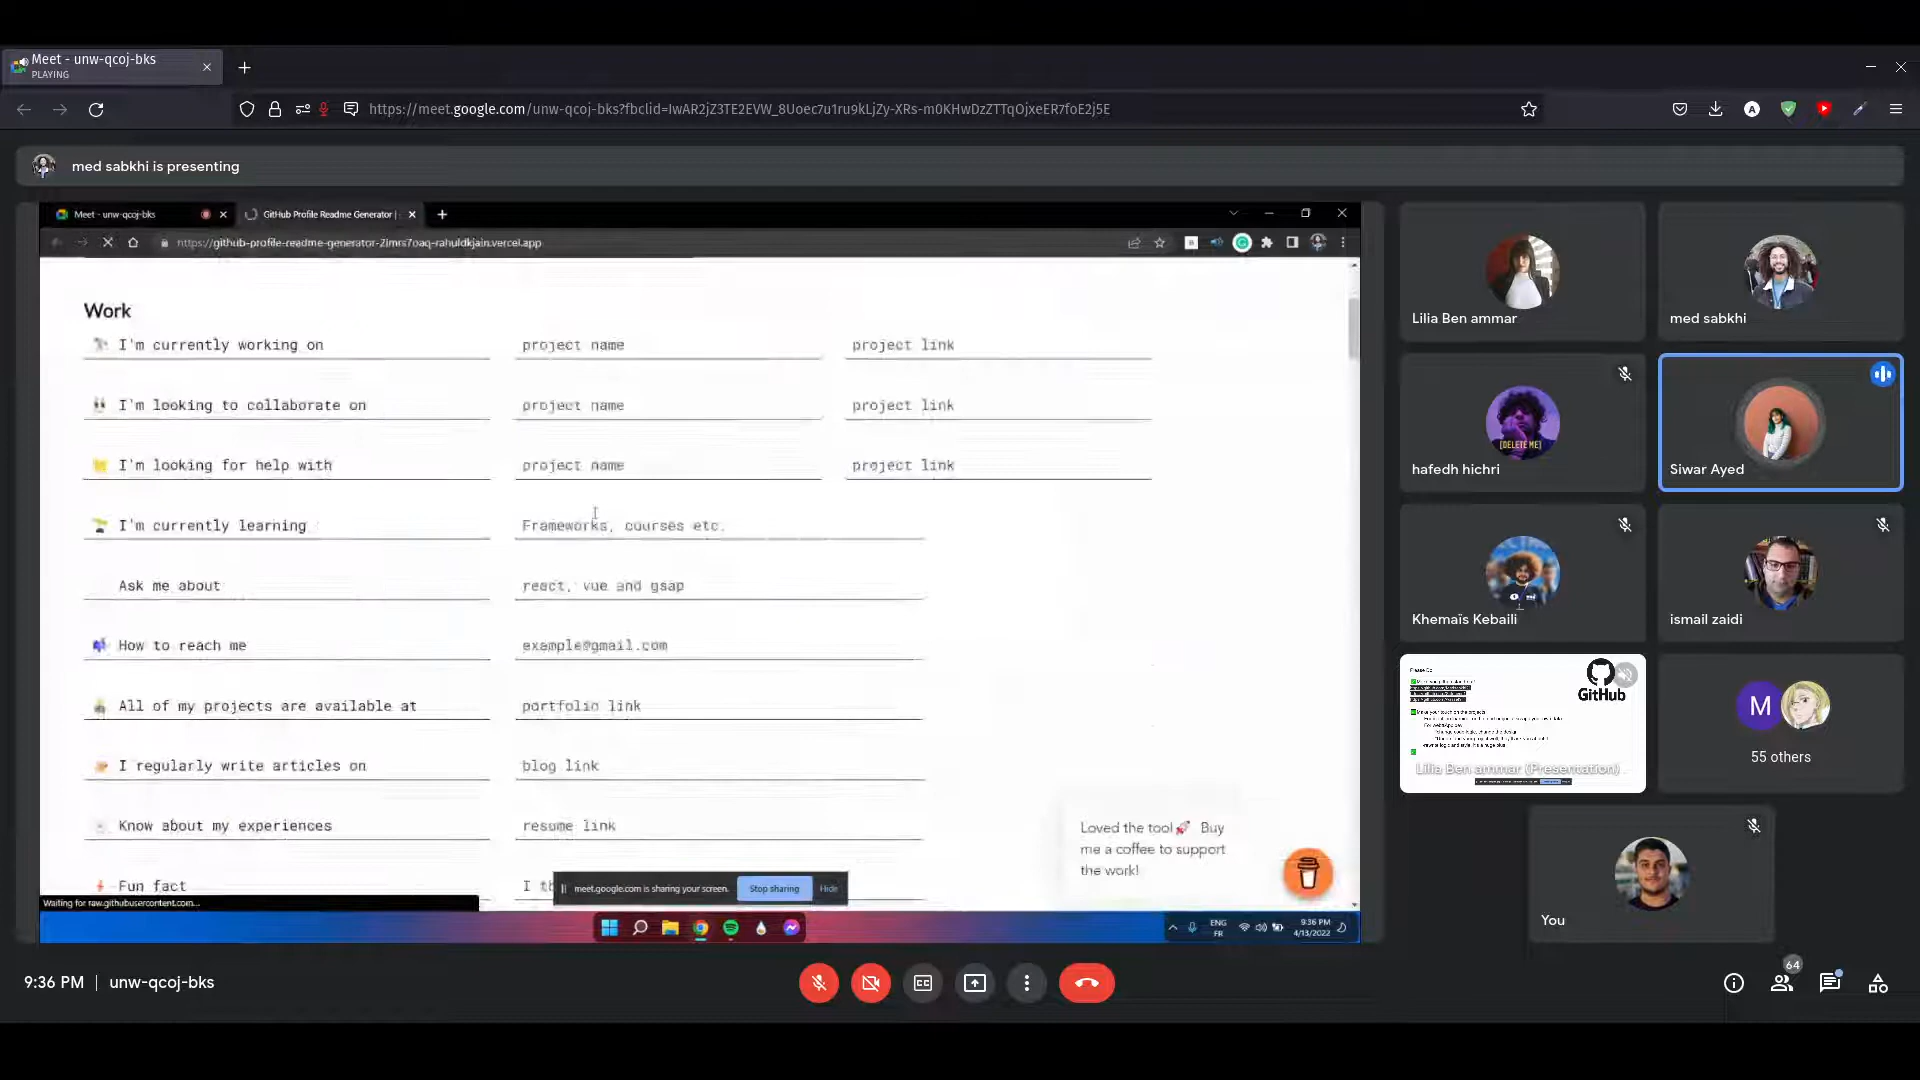 Meet - unw-qcoj-bks
PLAYING
https://meet.google.com/unw-qcoj-bks?fbclid=IwAR2jZ3TE2EVW_8Uoec7u1ru9kLjZy-XRs-m0KHwDzZTTqOjxeER7foE2j5E
A
med sabkhi is presenting
Meet - unw-qcoj-bks
GitHub Profile Readme Generator |
https://github-profile-readme-generator-2imrs7oaq-rahuldkjain.vercel.app
Work
I'm currently working on project name project link
I'm looking to collaborate on project name project link
I'm looking for help with project name project link
I'm currently learning Frameworks, courses etc.
Ask me about react, vue and gsap
How to reach me example@gmail.com
All of my projects are available at portfolio link
I regularly write articles on blog link
Know about my experiences resume link
Fun fact I
Loved the tool Buy
me a coffee to support
the work!
meet.google.com is sharing your screen. Stop sharing Hide
Waiting for raw.githubusercontent.com...
ENG
FR
9:36 PM
4/13/2022
Lilia Ben ammar
med sabkhi
[DELETE ME]
hafedh hichri
Siwar Ayed
Khemaïs Kebaili
ismail zaidi
Please Do
GitHub
Lilia Ben ammar (Presentation)
M
55 others
You
9:36 PM | unw-qcoj-bks
64